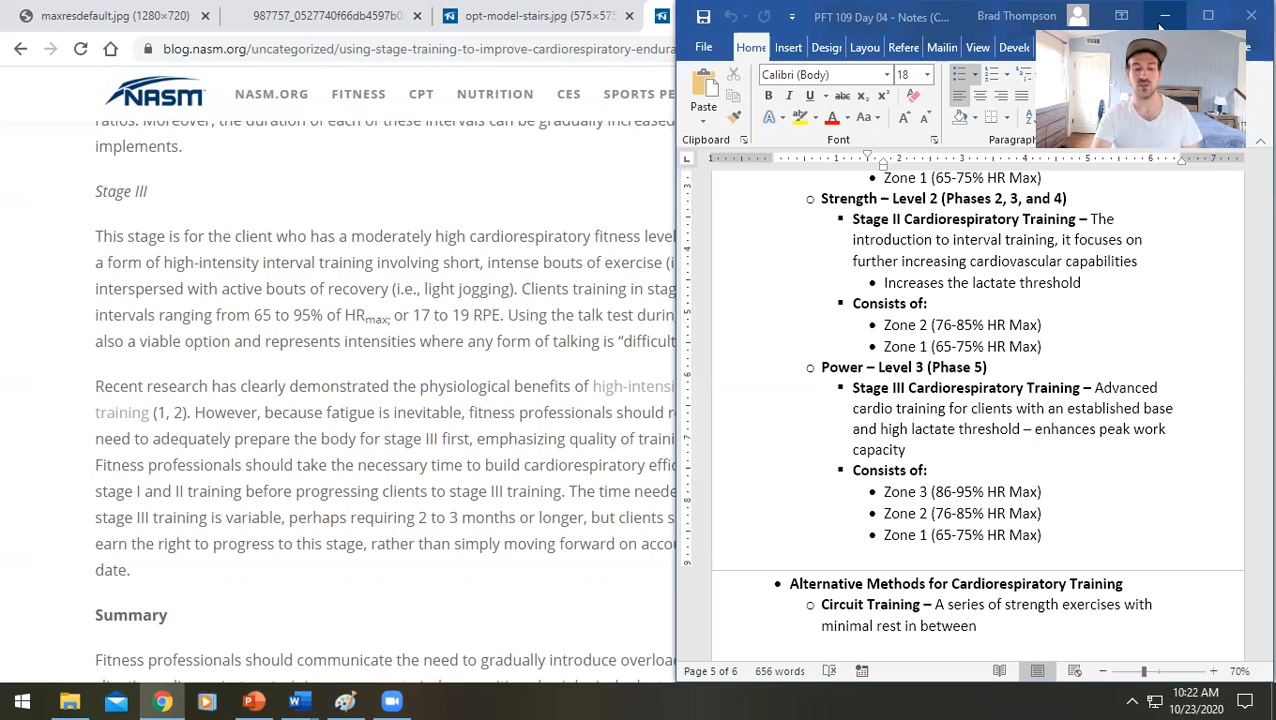 maxresdefault.jpg (1280×720)
987757_0527740f66db4597
opt-model-stairs.jpg (575×575
PFT 109 Day 04 - Notes (C...
Brad Thompson
blog.nasm.org/uncategorized/using-stage-training-to-improve-cardiorespiratory-endura
File
Home
Insert
Design
Layou
Refere
Mailin
View
Develo
NASM
NASM.ORG
FITNESS
CPT
NUTRITION
CES
SPORTS PE
Calibri (Body)
18
Paste
Clipboard
Font
Paragraph
ratios. Moreover, the duration of each of these intervals can be gradually increased
implements.
Stage III
This stage is for the client who has a moderately high cardiorespiratory fitness level
a form of high-intensity interval training involving short, intense bouts of exercise (i
interspersed with active bouts of recovery (i.e., light jogging). Clients training in stag
intervals ranging from 65 to 95% of HRmax; or 17 to 19 RPE. Using the talk test during
also a viable option and represents intensities where any form of talking is “difficult
Recent research has clearly demonstrated the physiological benefits of high-intensi
training (1, 2). However, because fatigue is inevitable, fitness professionals should r
need to adequately prepare the body for stage III first, emphasizing quality of traini
Fitness professionals should take the necessary time to build cardiorespiratory effic
stage I and II training before progressing clients to stage III training. The time neede
stage III training is variable, perhaps requiring 2 to 3 months or longer, but clients s
earn the right to progress to this stage, rather than simply moving forward on acco
date.
Summary
Fitness professionals should communicate the need to gradually introduce overload
• Zone 1 (65-75% HR Max)
o Strength – Level 2 (Phases 2, 3, and 4)
▪ Stage II Cardiorespiratory Training – The
introduction to interval training, it focuses on
further increasing cardiovascular capabilities
• Increases the lactate threshold
▪ Consists of:
• Zone 2 (76-85% HR Max)
• Zone 1 (65-75% HR Max)
o Power – Level 3 (Phase 5)
▪ Stage III Cardiorespiratory Training – Advanced
cardio training for clients with an established base
and high lactate threshold – enhances peak work
capacity
▪ Consists of:
• Zone 3 (86-95% HR Max)
• Zone 2 (76-85% HR Max)
• Zone 1 (65-75% HR Max)
• Alternative Methods for Cardiorespiratory Training
o Circuit Training – A series of strength exercises with
minimal rest in between
Page 5 of 6
656 words
70%
10:22 AM
10/23/2020